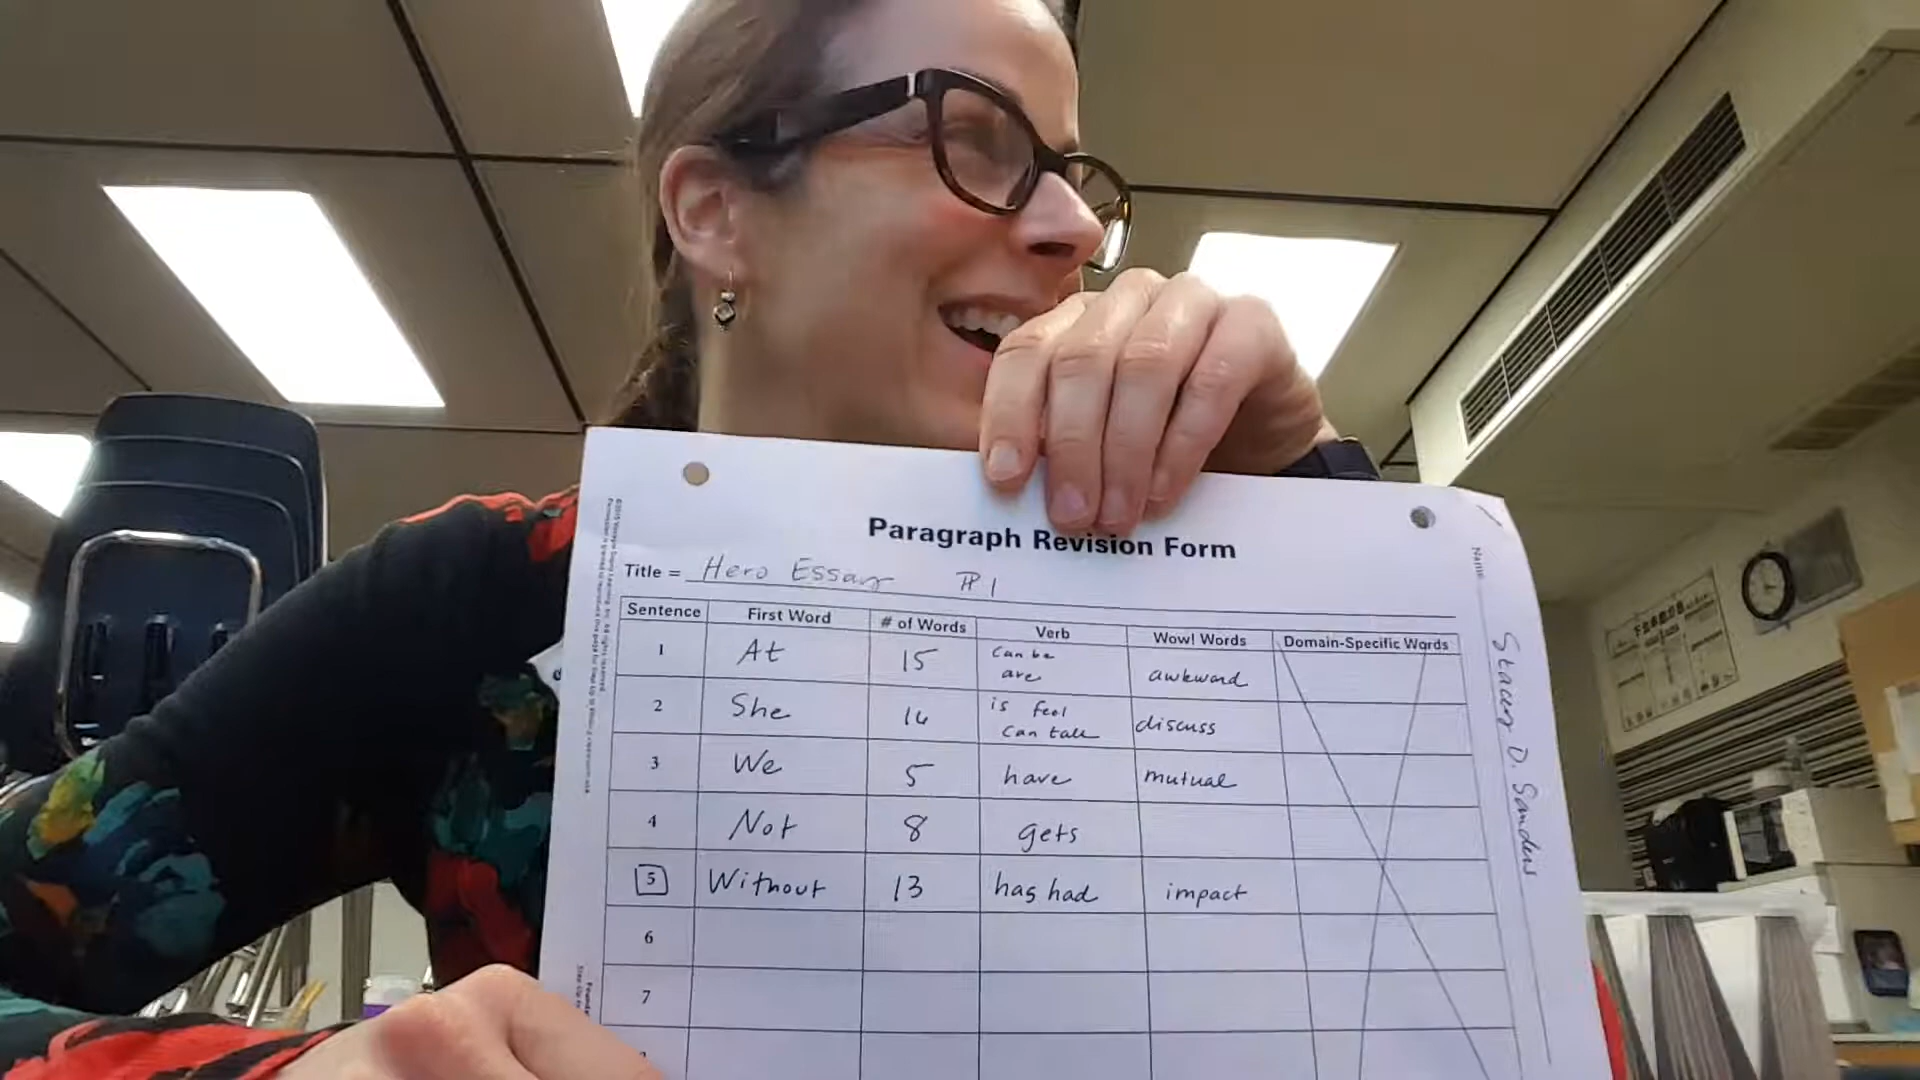 Paragraph Revision Form
Title = Hero Essay #1
Name
Stacey D. Sanders
Sentence First Word # of Words Verb Wow! Words Domain-Specific Words
1 At 15 can be are awkward
2 She is feel can talk discuss
3 We 5 have mutual
4 Not 8 gets
5 Without 13 has had impact
6
7